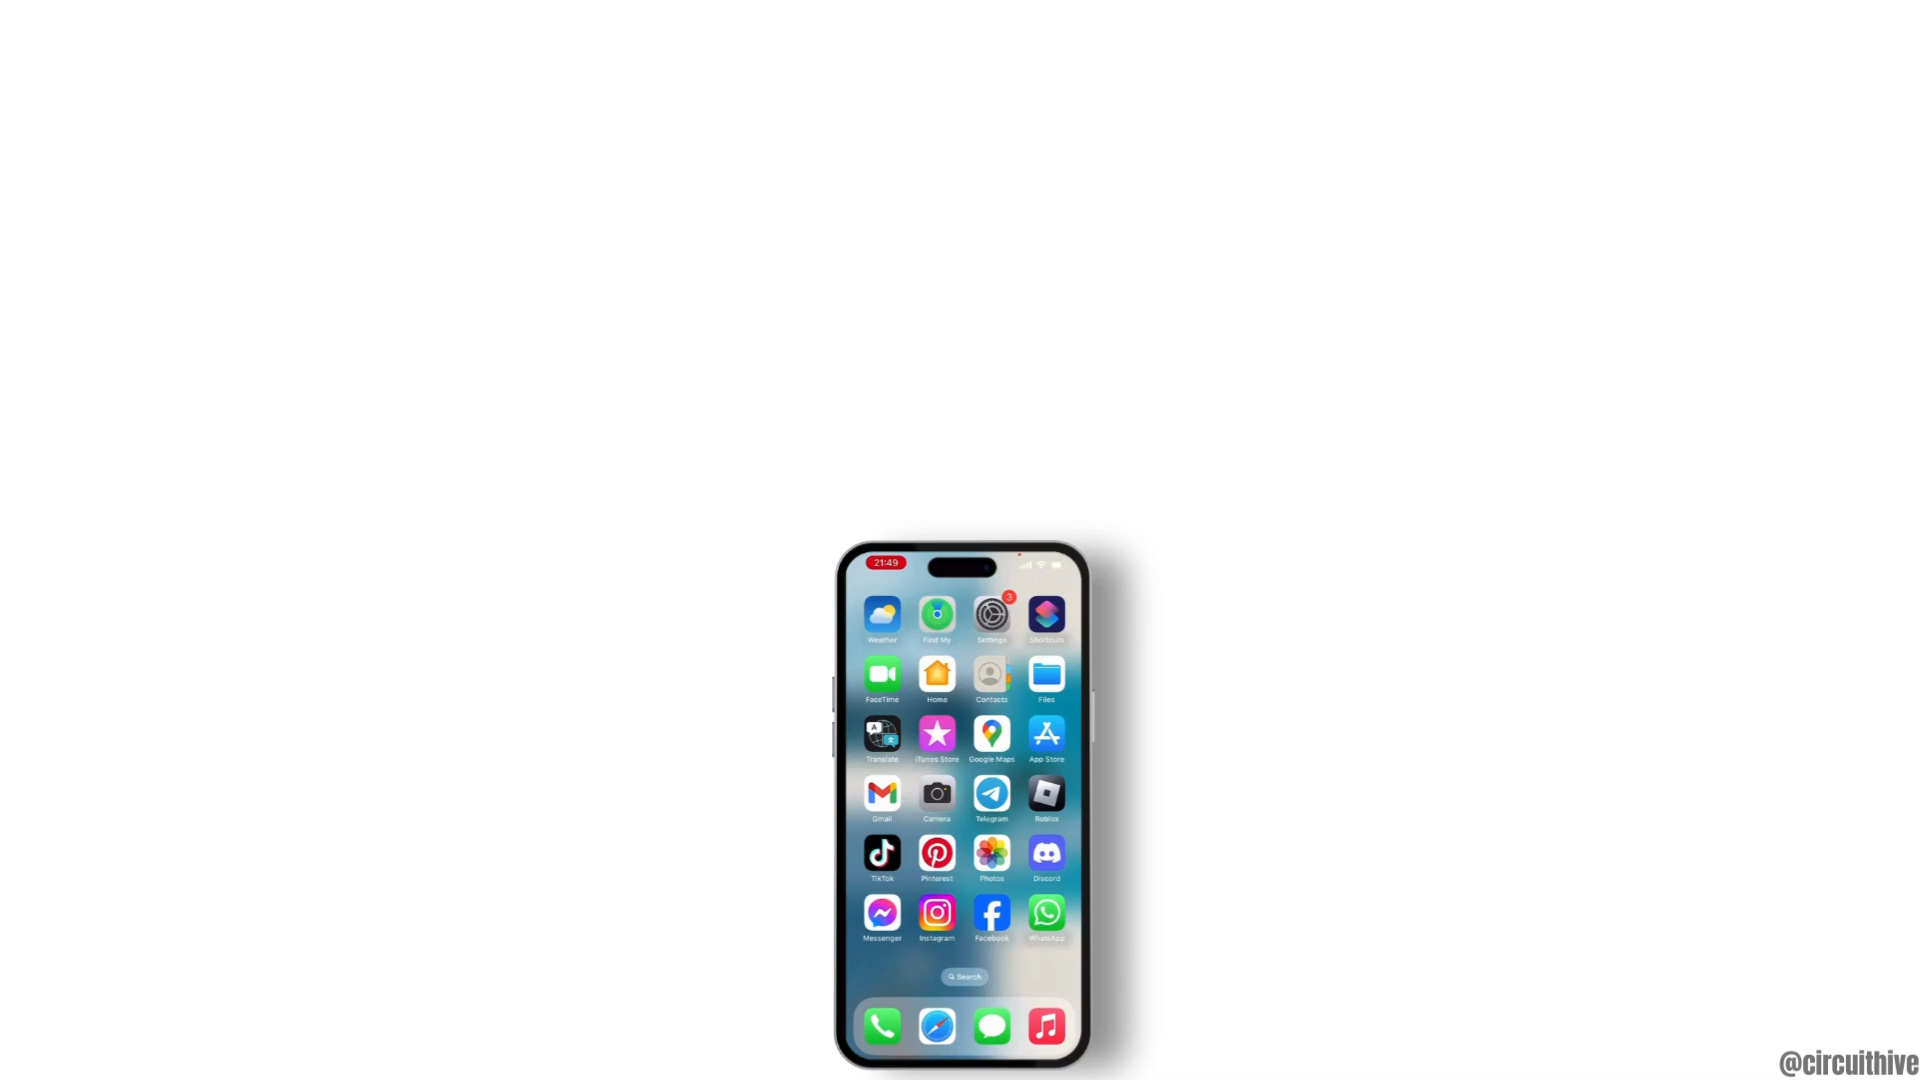 21:49
3
Weather Find My Settings Shortcuts
FaceTime Home Contacts Files
Translate iTunes Store Google Maps App Store
Gmail Camera Telegram Roblox
TikTok Pinterest Photos Discord
Messenger Instagram Facebook WhatsApp
Search
@circuithive